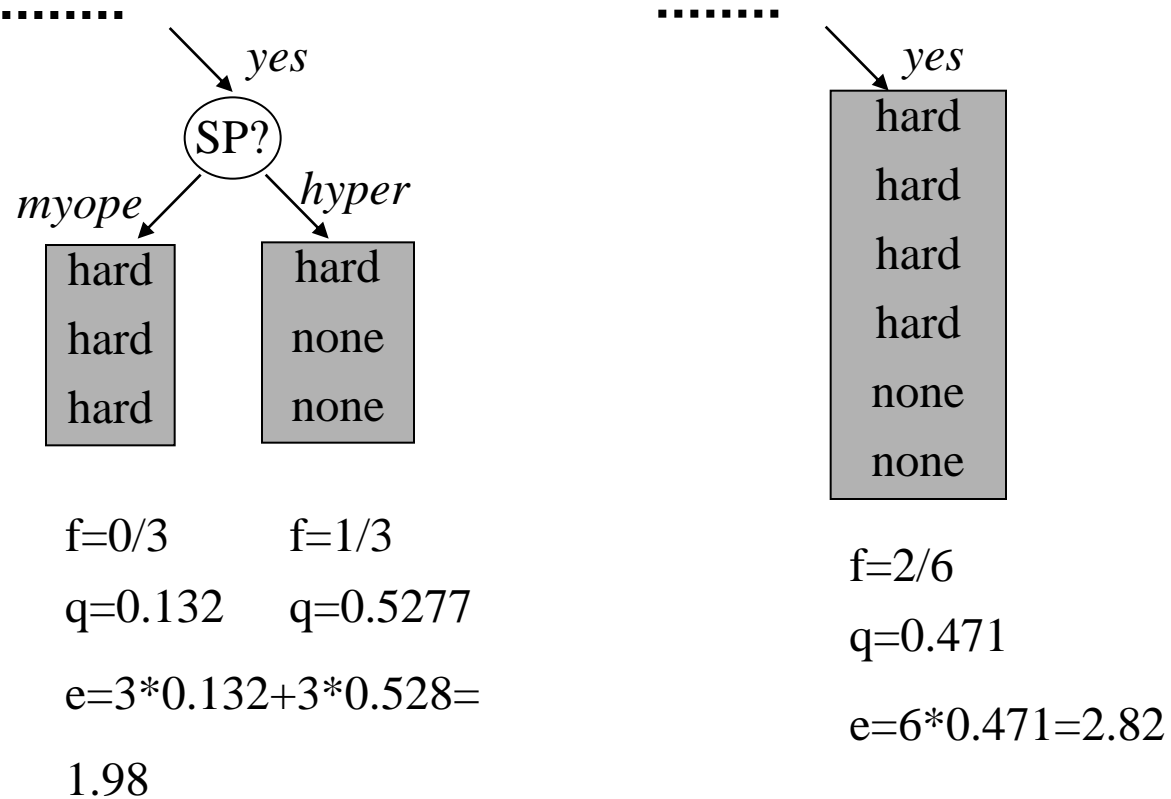 ........
yes
SP?
myope
hyper
hard
hard
hard
hard
none
none
f=0/3
q=0.132
f=1/3
q=0.5277
e=3*0.132+3*0.528=
1.98
........
yes
hard
hard
hard
hard
none
none
f=2/6
q=0.471
e=6*0.471=2.82